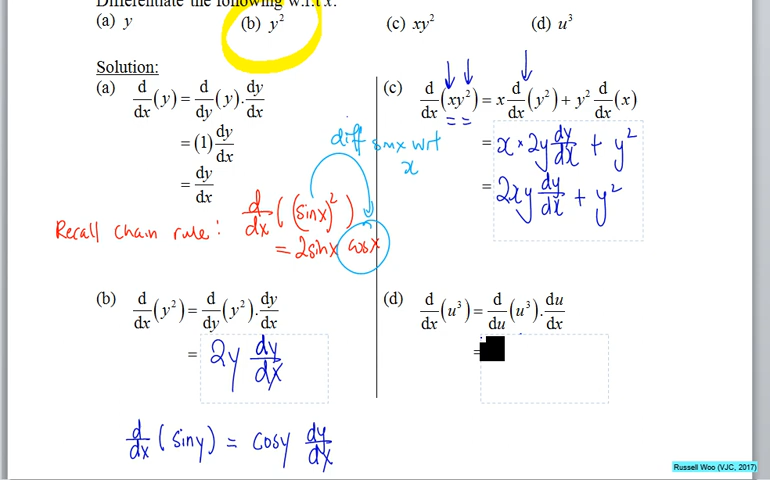 Differentiate the following w.r.t x.
(a) y (b) y² (c) xy² (d) u³
Solution:
(a) d/dx (y) = d/dy (y). dy/dx
= (1) dy/dx
= dy/dx
diff sinx wrt x
Recall chain rule: d/dx ((sinx)²)
= 2sinx cosx
(b) d/dx (y²) = d/dy (y²). dy/dx
= 2y dy/dx
d/dx (siny) = cosy dy/dx
(c) d/dx (xy²) = x d/dx (y²) + y² d/dx (x)
= x * 2y dy/dx + y²
= 2xy dy/dx + y²
(d) d/dx (u³) = d/du (u³). du/dx
=
Russell Woo (VJC, 2017)